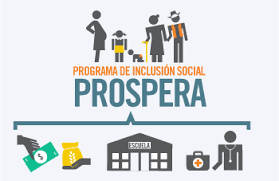 PROGRAMA DE INCLUSIÓN SOCIAL
PROSPERA
ESCUELA
$